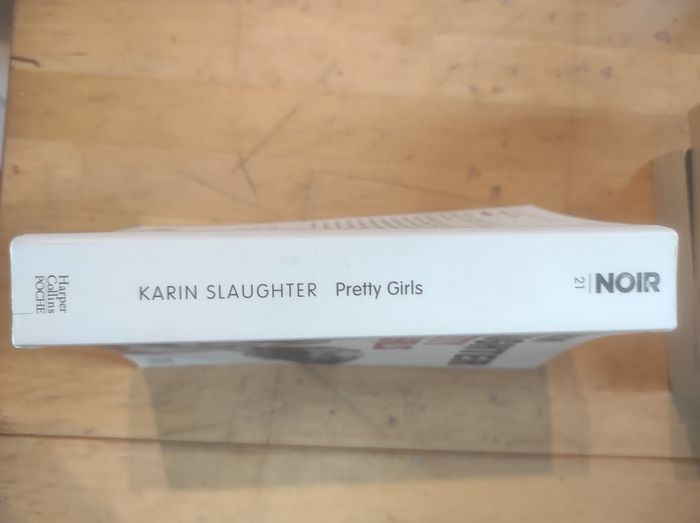 Harper
Collins
POCHE
KARIN SLAUGHTER Pretty Girls
21
NOIR